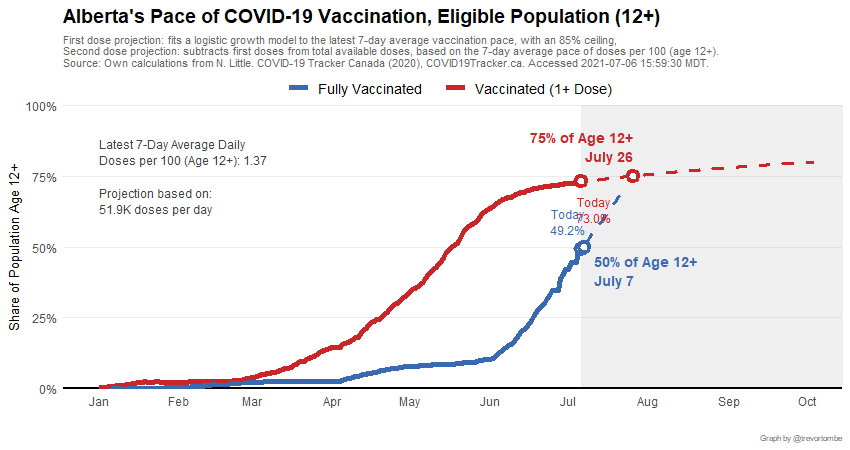 Alberta's Pace of COVID-19 Vaccination, Eligible Population (12+)
First dose projection: fits a logistic growth model to the latest 7-day average vaccination pace, with an 85% ceiling,
Second dose projection: subtracts first doses from total available doses, based on the 7-day average pace of doses per 100 (age 12+).
Source: Own calculations from N. Little. COVID-19 Tracker Canada (2020), COVID19Tracker.ca. Accessed 2021-07-06 15:59:30 MDT.
Fully Vaccinated
Vaccinated (1+ Dose)
Share of Population Age 12+
100%
75%
50%
25%
0%
Latest 7-Day Average Daily
Doses per 100 (Age 12+): 1.37
Projection based on:
51.9K doses per day
75% of Age 12+
July 26
Today
73.0%
Today
49.2%
50% of Age 12+
July 7
Jan
Feb
Mar
Apr
May
Jun
Jul
Aug
Sep
Oct
Graph by @trevortombe